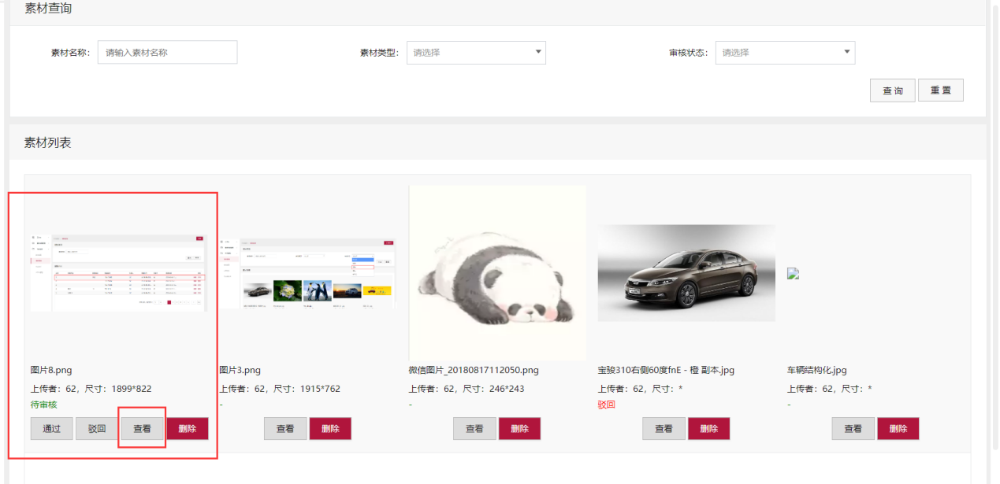 素材查询
素材名称： 请输入素材名称 素材类型： 请选择 审核状态： 请选择
查 询 重 置
素材列表
图片8.png 图片3.png 微信图片_20180817112050.png 宝骏310右侧60度fnE - 橙 副本.jpg 车辆结构化.jpg
上传者：62，尺寸：1899*822 上传者：62，尺寸：1915*762 上传者：62，尺寸：246*243 上传者：62，尺寸：* 上传者：62，尺寸：*
待审核 - - 驳回 -
通过 驳回 查看 删除 查看 删除 查看 删除 查看 删除 查看 删除